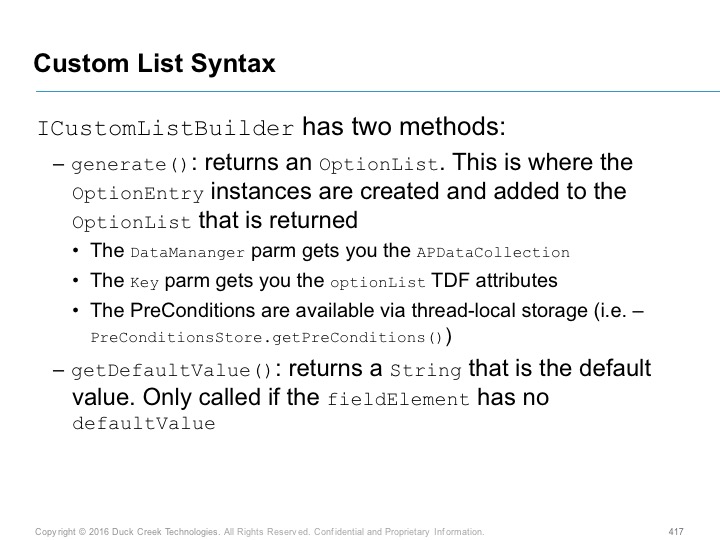 Custom List Syntax
ICustomListBuilder has two methods:
– generate(): returns an OptionList. This is where the
OptionEntry instances are created and added to the
OptionList that is returned
• The DataMananger parm gets you the APDataCollection
• The Key parm gets you the optionList TDF attributes
• The PreConditions are available via thread-local storage (i.e. –
PreConditionsStore.getPreConditions())
– getDefaultValue(): returns a String that is the default
value. Only called if the fieldElement has no
defaultValue
Copyright © 2016 Duck Creek Technologies. All Rights Reserved. Confidential and Proprietary Information.
417